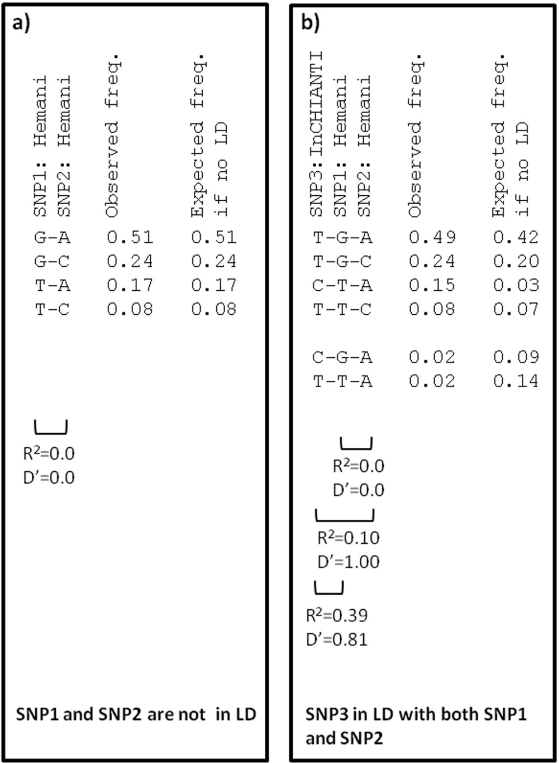 a)
SNP1: Hemani
SNP2: Hemani
Observed freq.
Expected freq.
if no LD
G-A 0.51 0.51
G-C 0.24 0.24
T-A 0.17 0.17
T-C 0.08 0.08
R²=0.0
D’=0.0
SNP1 and SNP2 are not in LD
b)
SNP3: InCHIANTI
SNP1: Hemani
SNP2: Hemani
Observed freq.
Expected freq.
if no LD
T-G-A 0.49 0.42
T-G-C 0.24 0.20
C-T-A 0.15 0.03
T-T-C 0.08 0.07
C-G-A 0.02 0.09
T-T-A 0.02 0.14
R²=0.0
D’=0.0
R²=0.10
D’=1.00
R²=0.39
D’=0.81
SNP3 in LD with both SNP1
and SNP2